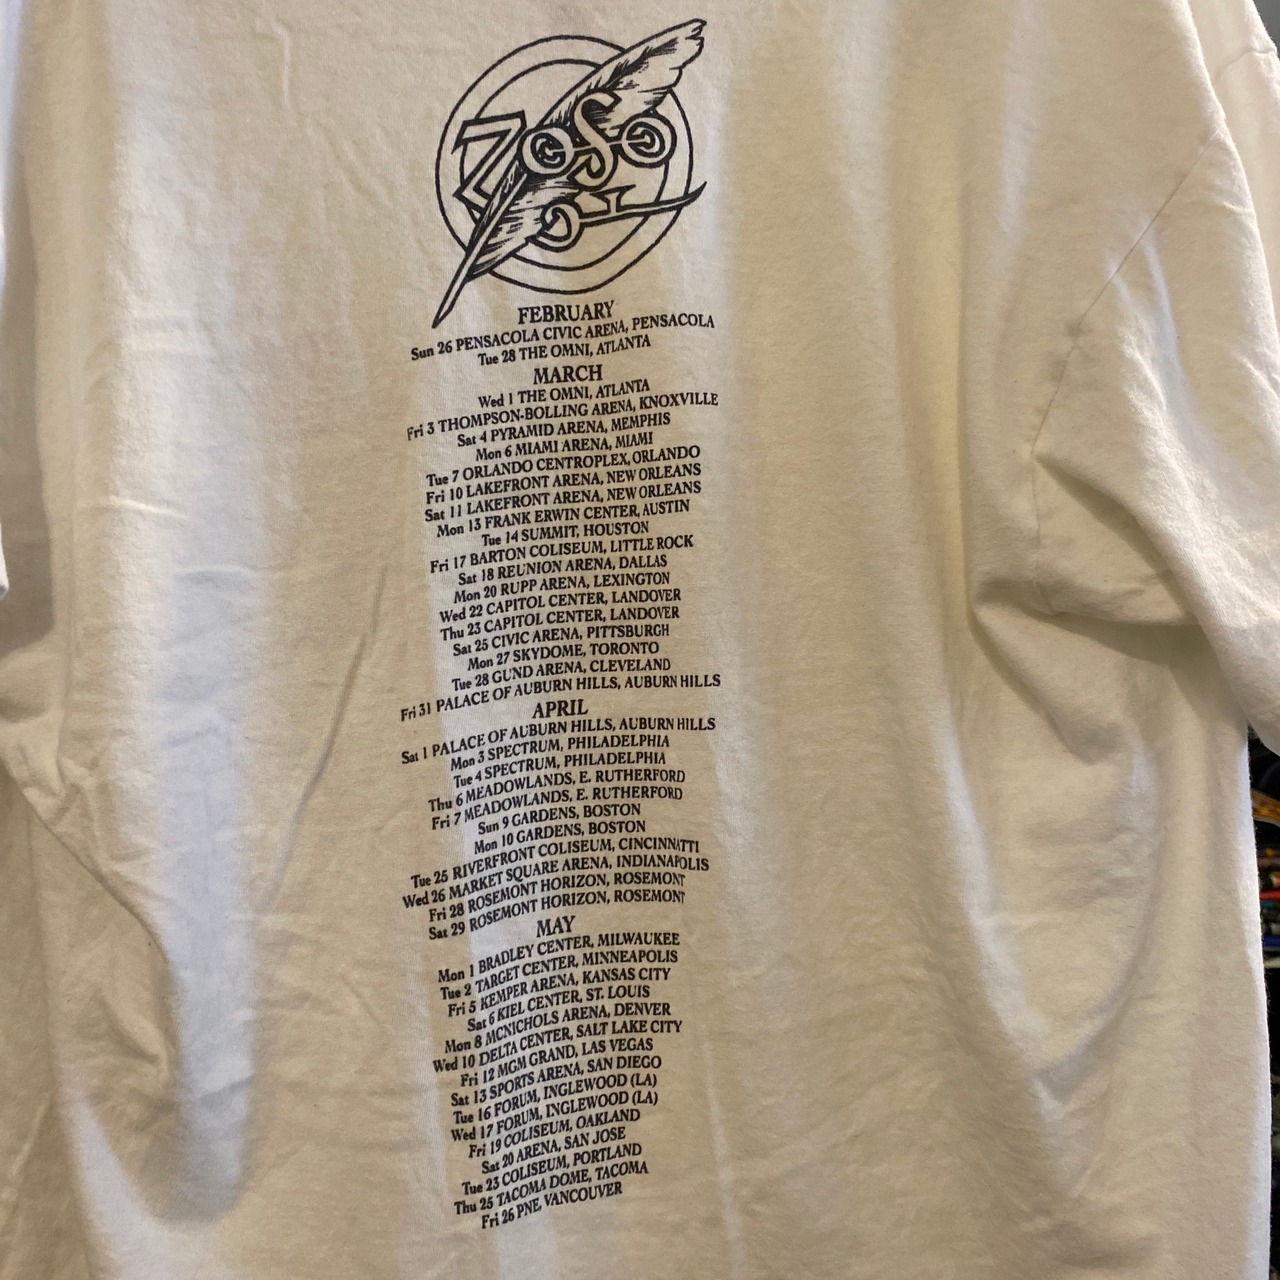 ZOSO
FEBRUARY
Sun 26 PENSACOLA CIVIC ARENA, PENSACOLA
Tue 28 THE OMNI, ATLANTA
MARCH
Wed 1 THE OMNI, ATLANTA
Fri 3 THOMPSON-BOLLING ARENA, KNOXVILLE
Sat 4 PYRAMID ARENA, MEMPHIS
Mon 6 MIAMI ARENA, MIAMI
Tue 7 ORLANDO CENTROPLEX, ORLANDO
Fri 10 LAKEFRONT ARENA, NEW ORLEANS
Sat 11 LAKEFRONT ARENA, NEW ORLEANS
Mon 13 FRANK ERWIN CENTER, AUSTIN
Tue 14 SUMMIT, HOUSTON
Fri 17 BARTON COLISEUM, LITTLE ROCK
Sat 18 REUNION ARENA, DALLAS
Mon 20 RUPP ARENA, LEXINGTON
Wed 22 CAPITOL CENTER, LANDOVER
Thu 23 CAPITOL CENTER, LANDOVER
Sat 25 CIVIC ARENA, PITTSBURGH
Mon 27 SKYDOME, TORONTO
Tue 28 GUND ARENA, CLEVELAND
Fri 31 PALACE OF AUBURN HILLS, AUBURN HILLS
APRIL
Sat 1 PALACE OF AUBURN HILLS, AUBURN HILLS
Mon 3 SPECTRUM, PHILADELPHIA
Tue 4 SPECTRUM, PHILADELPHIA
Thu 6 MEADOWLANDS, E. RUTHERFORD
Fri 7 MEADOWLANDS, E. RUTHERFORD
Sun 9 GARDENS, BOSTON
Mon 10 GARDENS, BOSTON
Tue 25 RIVERFRONT COLISEUM, CINCINNATTI
Wed 26 MARKET SQUARE ARENA, INDIANAPOLIS
Fri 28 ROSEMONT HORIZON, ROSEMONT
Sat 29 ROSEMONT HORIZON, ROSEMONT
MAY
Mon 1 BRADLEY CENTER, MILWAUKEE
Tue 2 TARGET CENTER, MINNEAPOLIS
Fri 5 KEMPER ARENA, KANSAS CITY
Sat 6 KIEL CENTER, ST. LOUIS
Mon 8 MCNICHOLS ARENA, DENVER
Wed 10 DELTA CENTER, SALT LAKE CITY
Fri 12 MGM GRAND, LAS VEGAS
Sat 13 SPORTS ARENA, SAN DIEGO
Tue 16 FORUM, INGLEWOOD (LA)
Wed 17 FORUM, INGLEWOOD (LA)
Fri 19 COLISEUM, OAKLAND
Sat 20 ARENA, SAN JOSE
Tue 23 COLISEUM, PORTLAND
Thu 25 TACOMA DOME, TACOMA
Fri 26 PNE, VANCOUVER